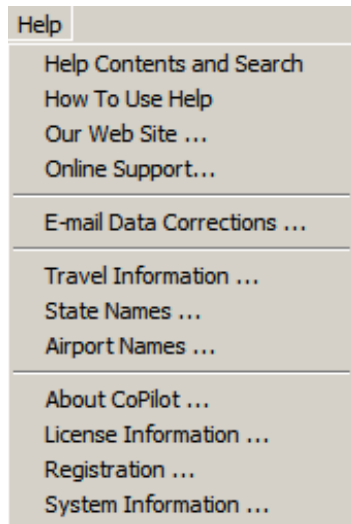 Help
Help Contents and Search
How To Use Help
Our Web Site ...
Online Support...
E-mail Data Corrections ...
Travel Information ...
State Names ...
Airport Names ...
About CoPilot ...
License Information ...
Registration ...
System Information ...